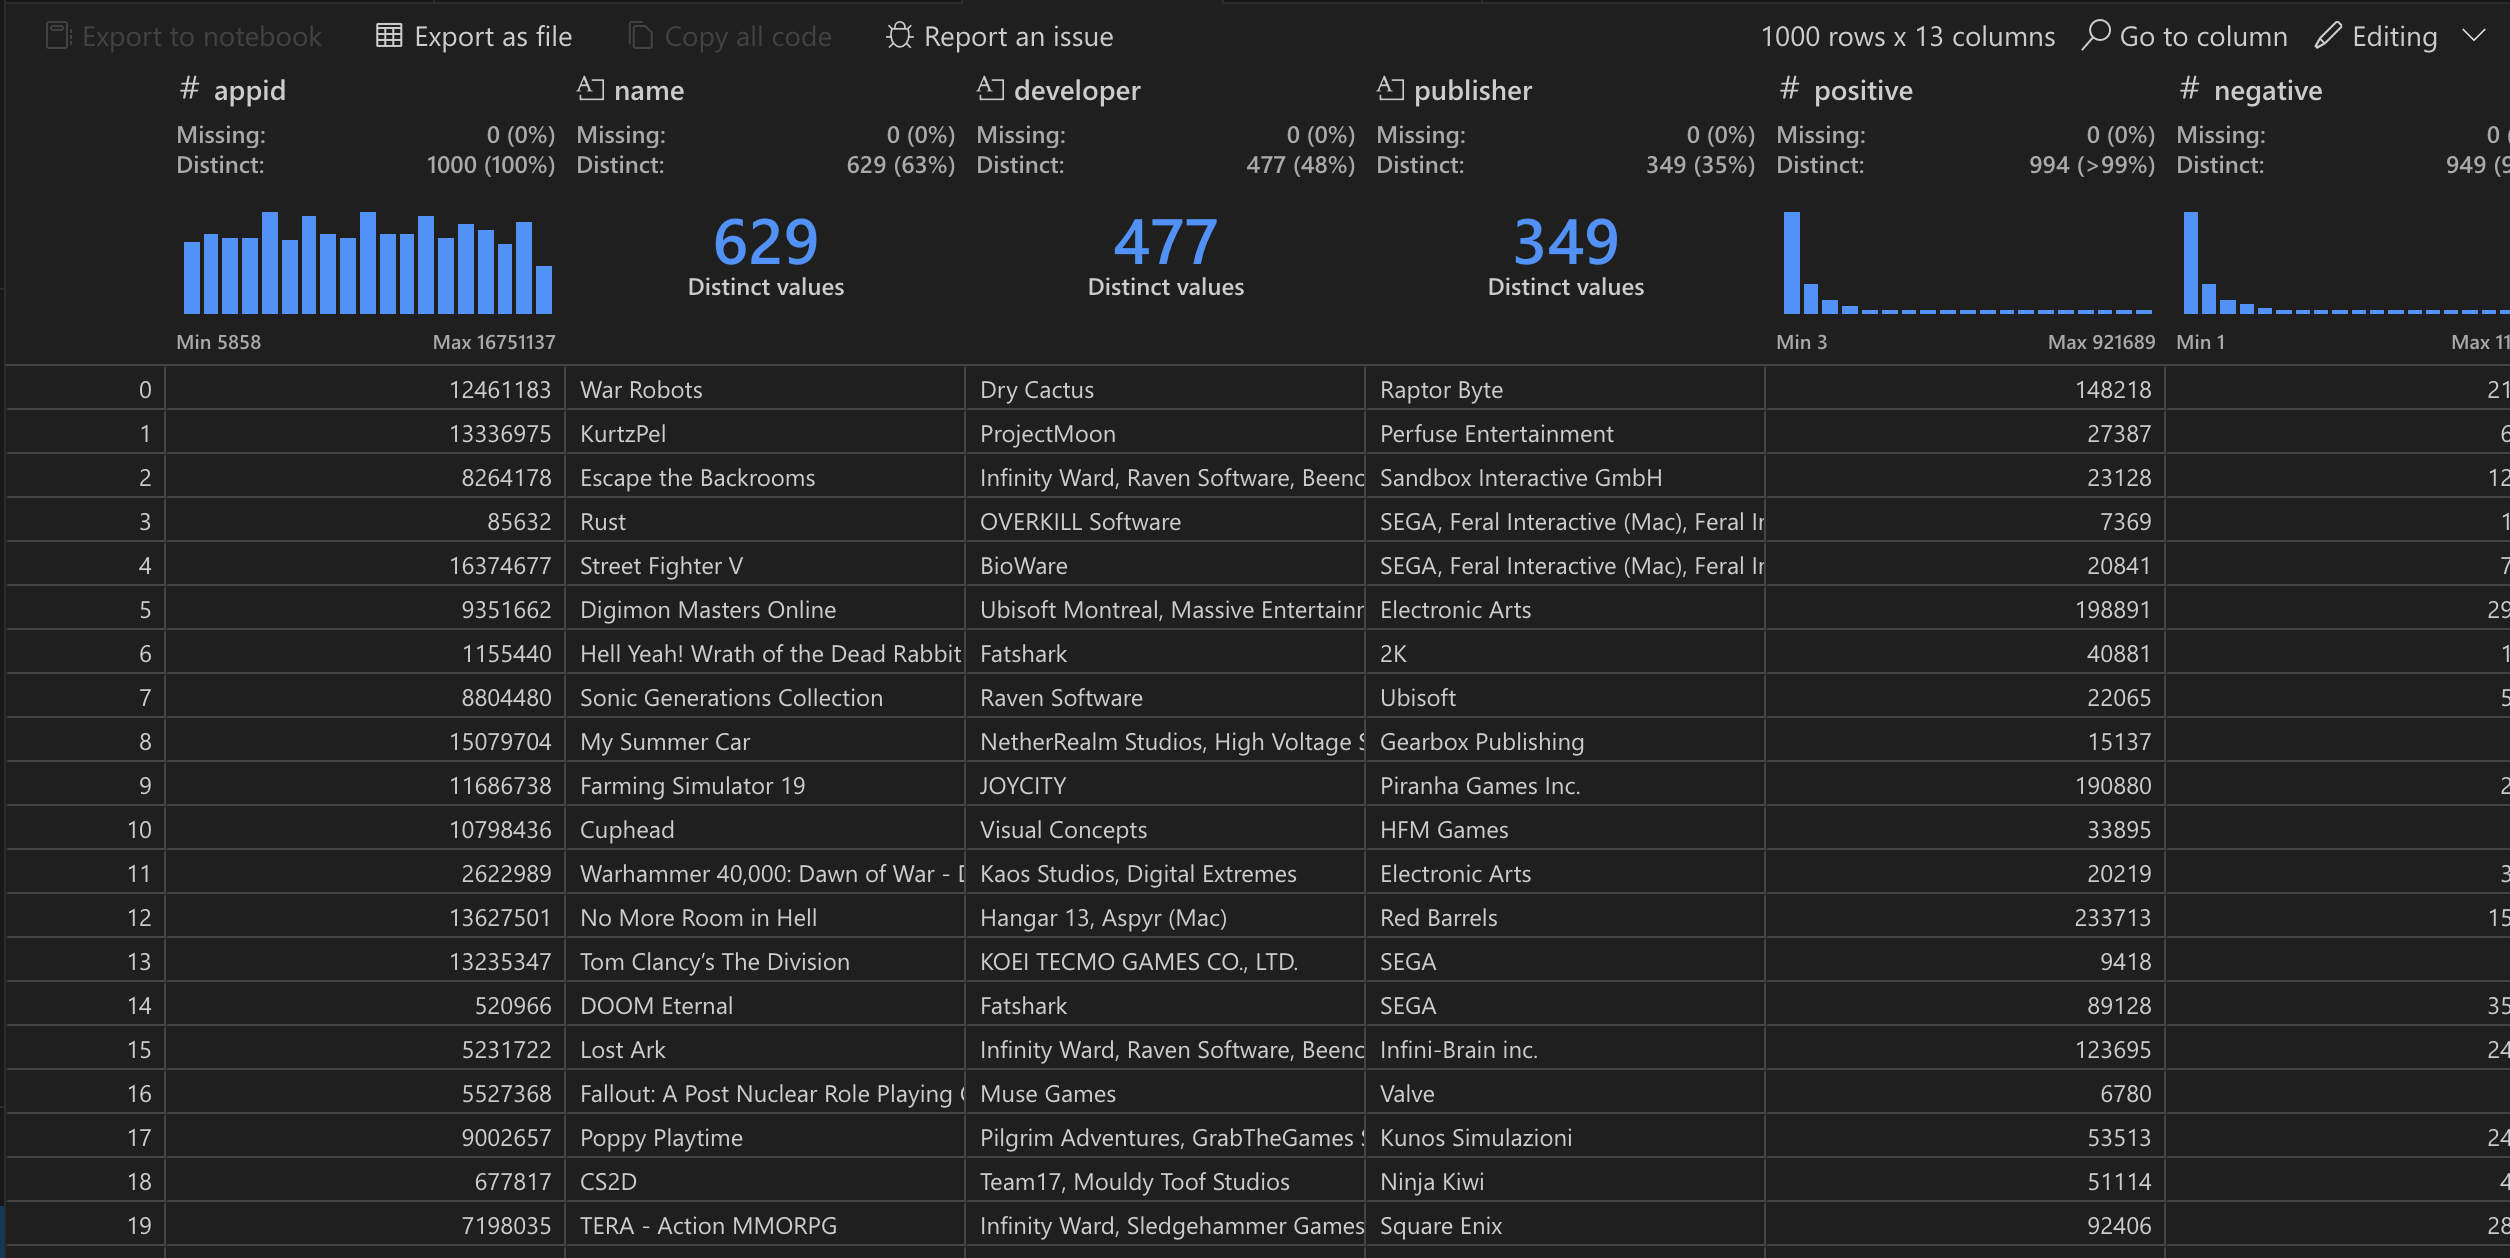 Export to notebook Export as file Copy all code Report an issue 1000 rows x 13 columns Go to column Editing
# appid name developer publisher # positive # negative
Missing: 0 (0%) Missing: 0 (0%) Missing: 0 (0%) Missing: 0 (0%) Missing: 0 (0%) Missing: 0
Distinct: 1000 (100%) Distinct: 629 (63%) Distinct: 477 (48%) Distinct: 349 (35%) Distinct: 994 (>99%) Distinct: 949
629 477 349
Distinct values Distinct values Distinct values
Min 5858 Max 16751137 Min 3 Max 921689 Min 1 Max 11
0 12461183 War Robots Dry Cactus Raptor Byte 148218 21
1 13336975 KurtzPel ProjectMoon Perfuse Entertainment 27387 6
2 8264178 Escape the Backrooms Infinity Ward, Raven Software, Beeno Sandbox Interactive GmbH 23128 12
3 85632 Rust OVERKILL Software SEGA, Feral Interactive (Mac), Feral 7369 1
4 16374677 Street Fighter V BioWare SEGA, Feral Interactive (Mac), Feral 20841 7
5 9351662 Digimon Masters Online Ubisoft Montreal, Massive Electronic Arts 198891 29
6 1155440 Hell Yeah! Wrath of the Dead Rabbit Fatshark 2K 40881 1
7 8804480 Sonic Generations Collection Raven Software Ubisoft 22065 5
8 15079704 My Summer Car NetherRealm Studios, High Voltage Gearbox Publishing 15137
9 11686738 Farming Simulator 19 JOYCITY Piranha Games Inc. 190880 2
10 10798436 Cuphead Visual Concepts HFM Games 33895
11 2622989 Warhammer 40,000: Dawn of War - Kaos Studios, Digital Extremes Electronic Arts 20219 3
12 13627501 No More Room in Hell Hangar 13, Aspyr (Mac) Red Barrels 233713 15
13 13235347 Tom Clancy’s The Division KOEI TECMO GAMES CO., LTD. SEGA 9418
14 520966 DOOM Eternal Fatshark SEGA 89128 35
15 5231722 Lost Ark Infinity Ward, Raven Software, Beeno Infini-Brain inc. 123695 24
16 5527368 Fallout: A Post Nuclear Role Playing Muse Games Valve 6780
17 9002657 Poppy Playtime Pilgrim Adventures, GrabTheGames Kunos Simulazioni 53513 24
18 677817 CS2D Team17, Mouldy Toof Studios Ninja Kiwi 51114 4
19 7198035 TERA - Action MMORPG Infinity Ward, Sledgehammer Games Square Enix 92406 28